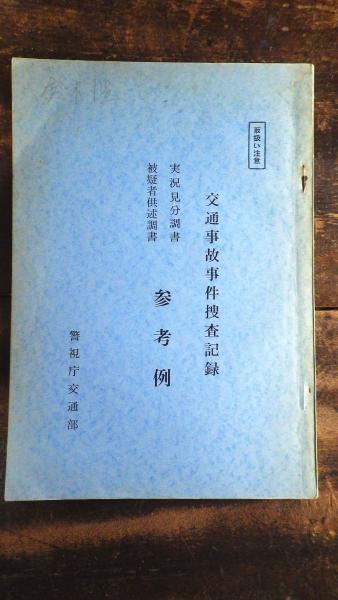 取扱い注意
交通事故事件捜査記録
実況見分調書
被疑者供述調書
参考例
警視庁交通部